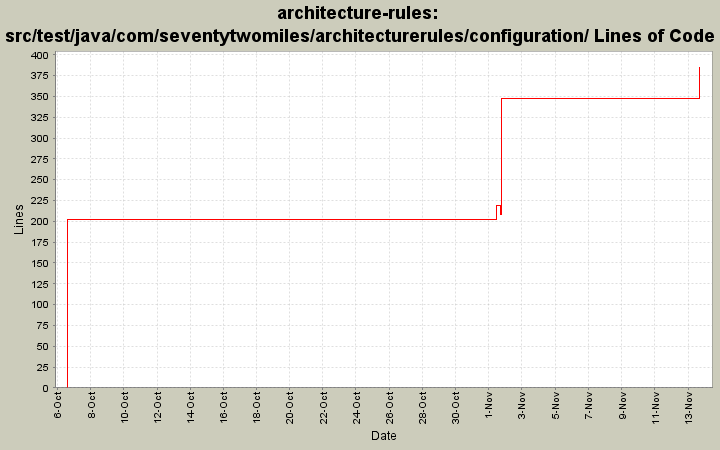 architecture-rules:
src/test/java/com/seventytwomiles/architecturerules/configuration/ Lines of Code
400
375
350
325
300
275
250
225
200
175
150
125
100
75
50
25
0
Lines
6-Oct
8-Oct
10-Oct
12-Oct
14-Oct
16-Oct
18-Oct
20-Oct
22-Oct
24-Oct
26-Oct
28-Oct
30-Oct
1-Nov
3-Nov
5-Nov
7-Nov
9-Nov
11-Nov
13-Nov
Date